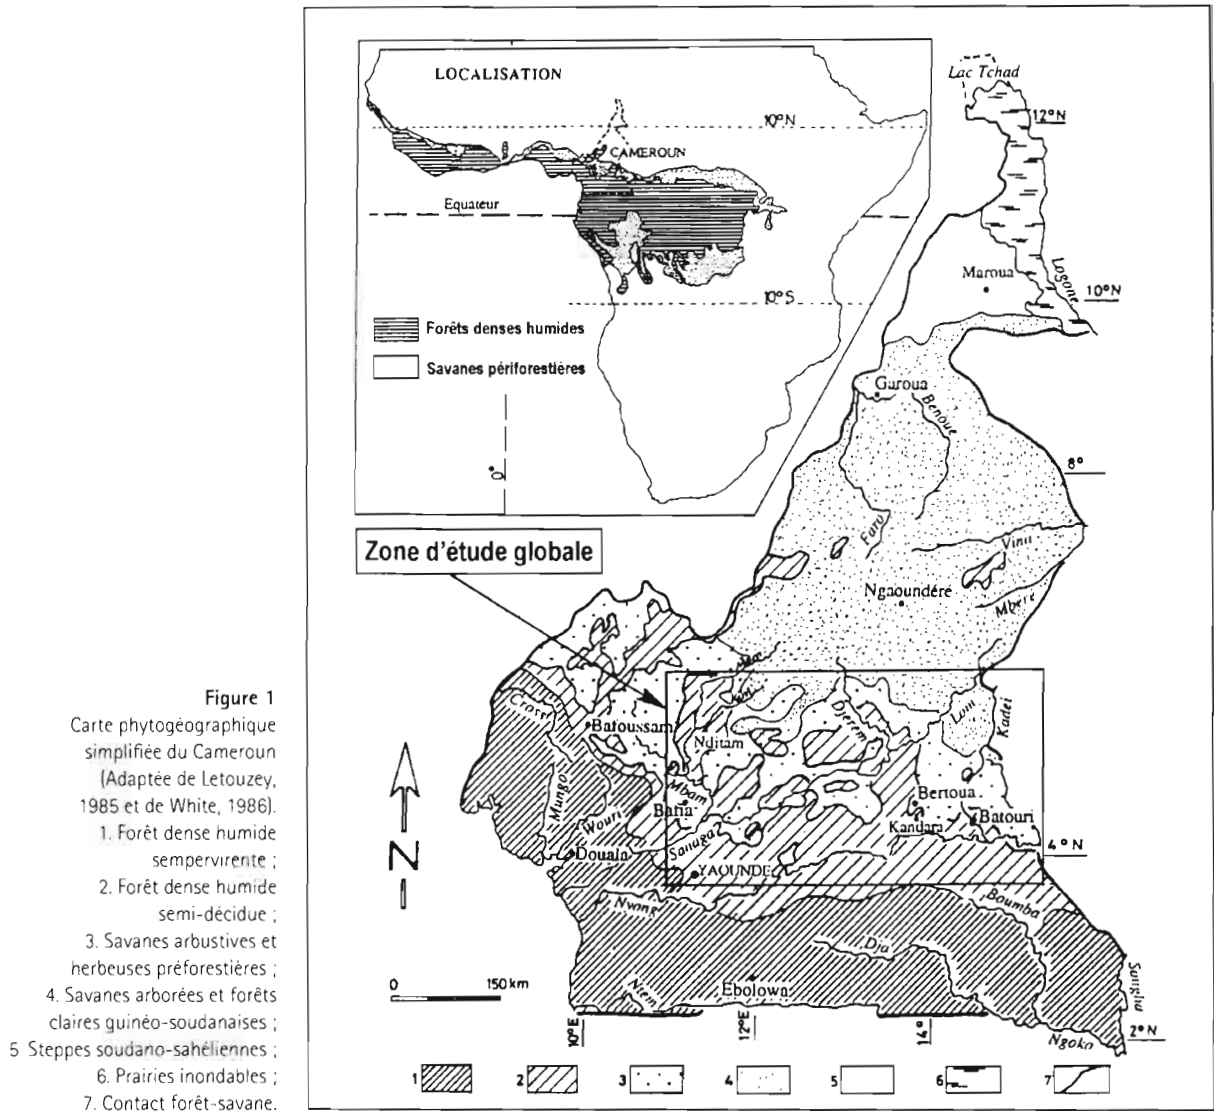 LOCALISATION
10°N
CAMEROUN
Equateur
10°S
Forêts denses humides
Savanes périforestières
0°
Lac Tchad
12°N
Logone
Maroua
10°N
Garoua
Benoue
8°
Zone d'étude globale
Faro
Vina
Ngaoundéré
Mbere
Cross
Bafoussam
Nditam
Djerem
Lom
Kadei
Mungo
Mbam
Bafia
Bertoua
Wouri
Sanaga
Kandara
Batouri
Douala
YAOUNDE
4°N
Nyong
Boumba
Dja
Sangha
N
0 150 km
Ebolowa
Ntem
10°E
12°E
14°
Ngoko
2°N
1
2
3
4
5
6
7
Figure 1
Carte phytogéographique
simplifiée du Cameroun
(Adaptée de Letouzey,
1985 et de White, 1986).
1. Forêt dense humide
sempervirente ;
2. Forêt dense humide
semi-décidue ;
3. Savanes arbustives et
herbeuses préforestières ;
4. Savanes arborées et forêts
claires guinéo-soudanaises ;
5 Steppes soudano-sahéliennes ;
6. Prairies inondables ;
7. Contact forêt-savane.